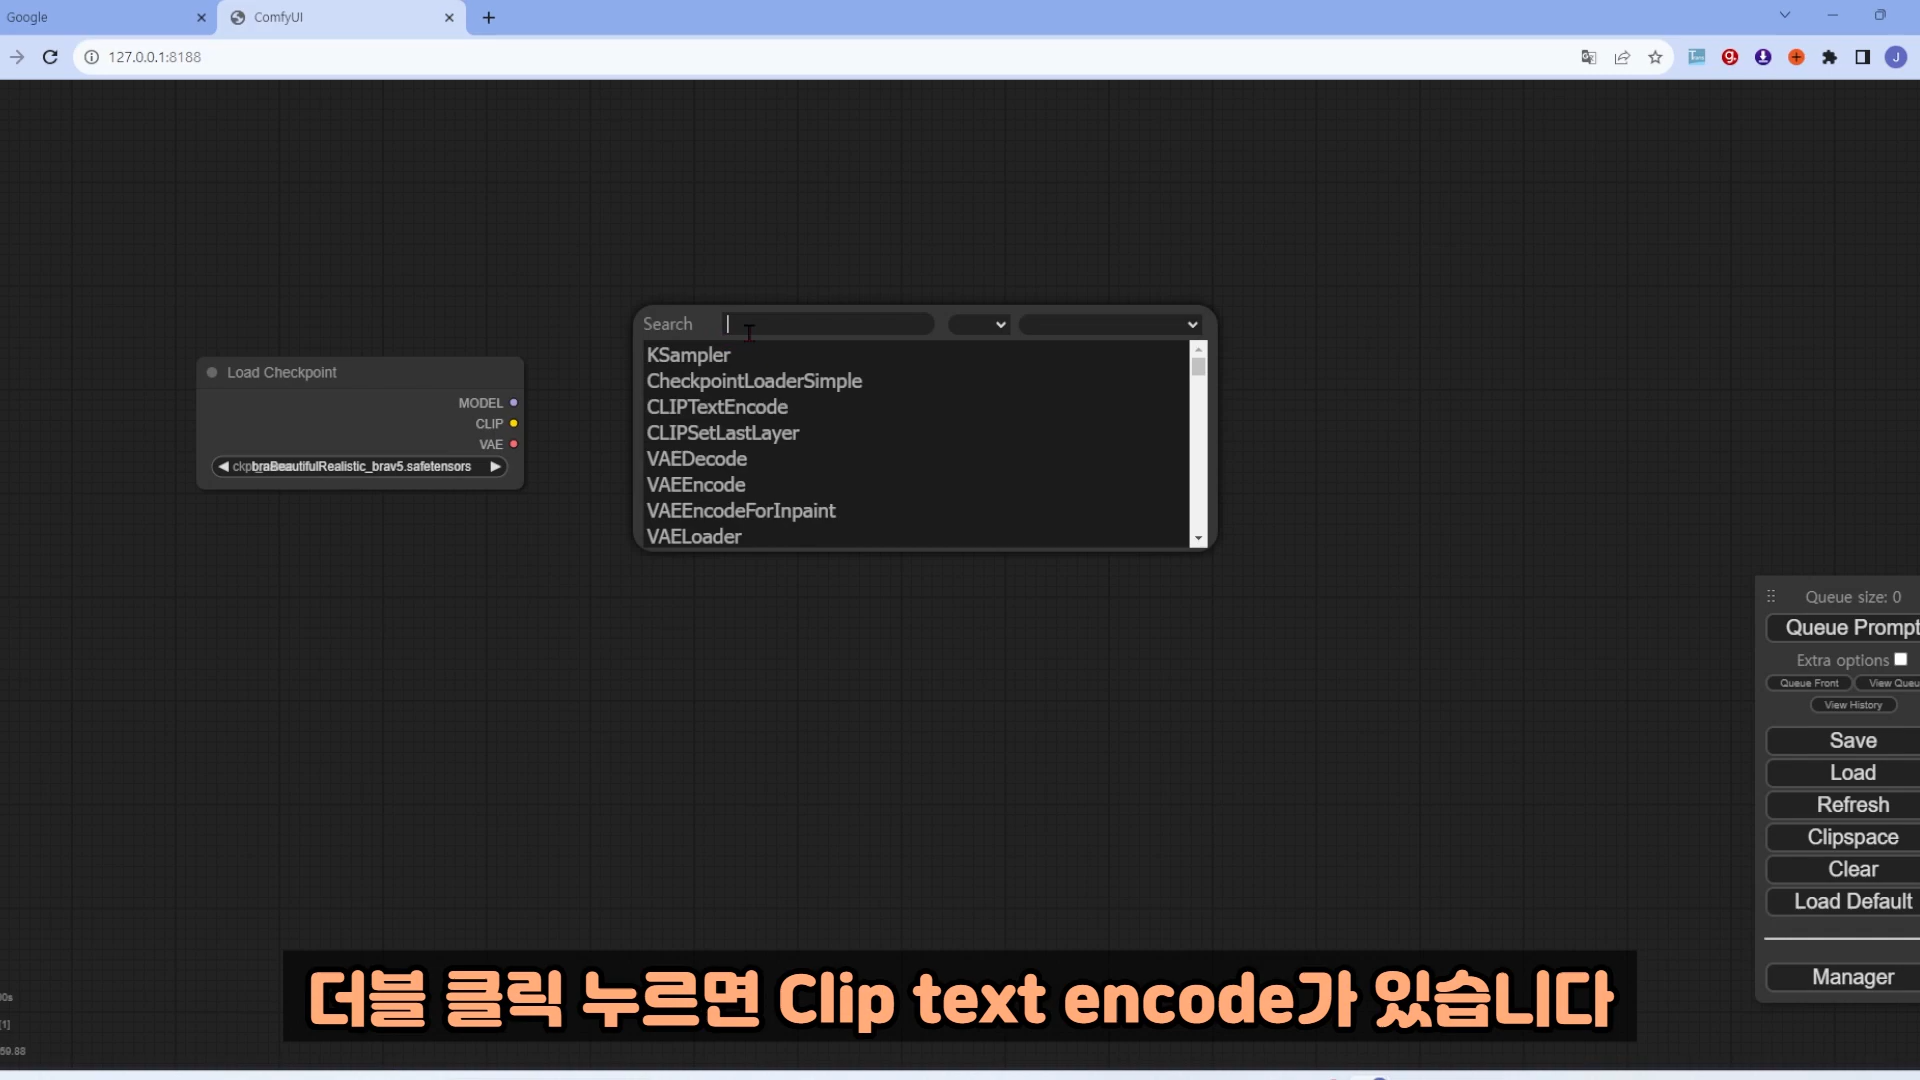 Google
ComfyUI
127.0.0.1:8188
Search
KSampler
CheckpointLoaderSimple
CLIPTextEncode
CLIPSetLastLayer
VAEDecode
VAEEncode
VAEEncodeForInpaint
VAELoader
Load Checkpoint
MODEL
CLIP
VAE
braBeautifulRealistic_brav5.safetensors
Queue size: 0
Queue Prompt
Extra options
Queue Front
View Queu
View History
Save
Load
Refresh
Clipspace
Clear
Load Default
Manager
더블 클릭 누르면 Clip text encode가 있습니다